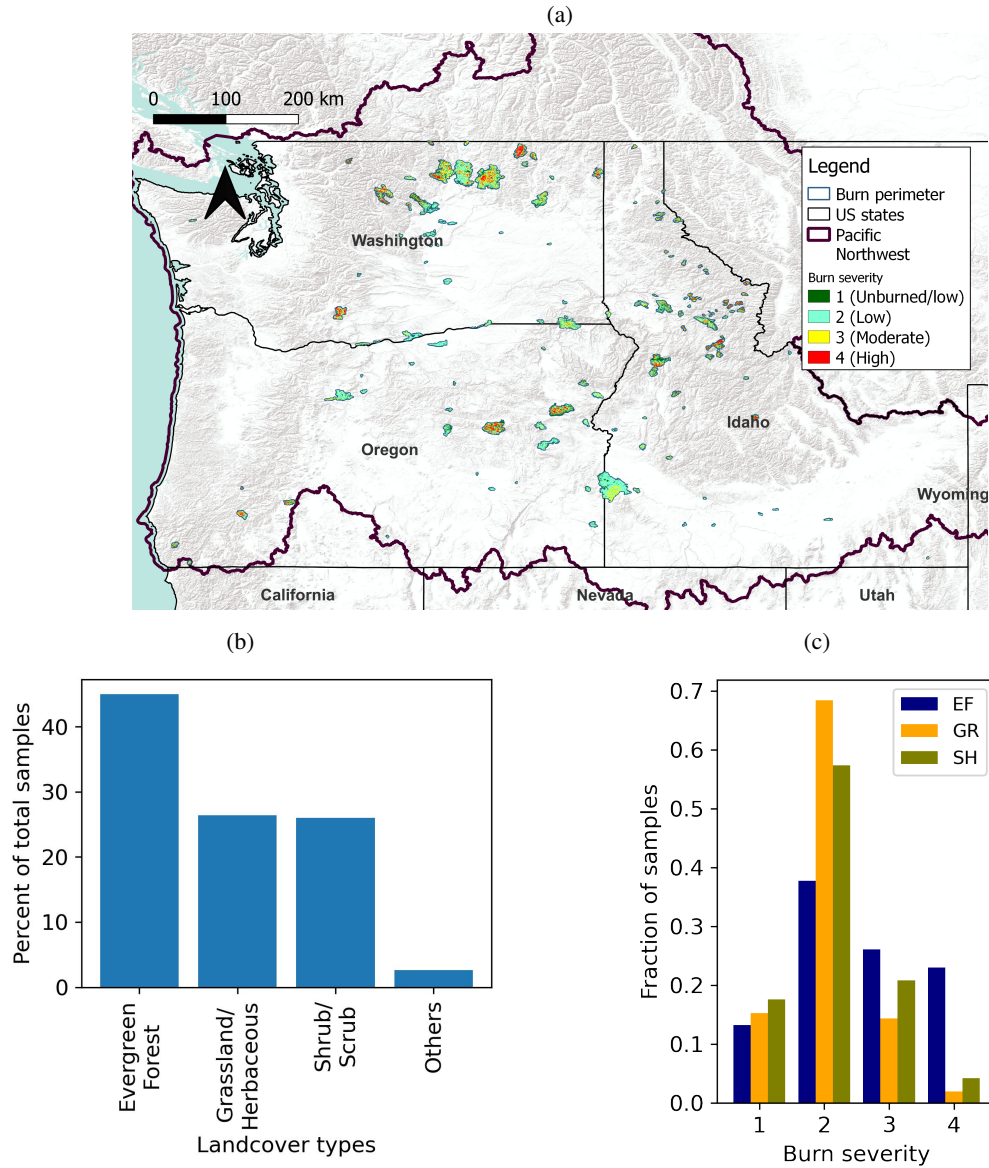 (a)
0 100 200 km
Legend
Burn perimeter
US states
Pacific
Northwest
Burn severity
1 (Unburned/low)
2 (Low)
3 (Moderate)
4 (High)
Washington
Oregon
Idaho
Wyoming
California
Nevada
Utah
(b)
Percent of total samples
40
30
20
10
0
Evergreen
Forest
Grassland/
Herbaceous
Shrub/
Scrub
Others
Landcover types
(c)
Fraction of samples
0.7
0.6
0.5
0.4
0.3
0.2
0.1
0.0
EF
GR
SH
1 2 3 4
Burn severity